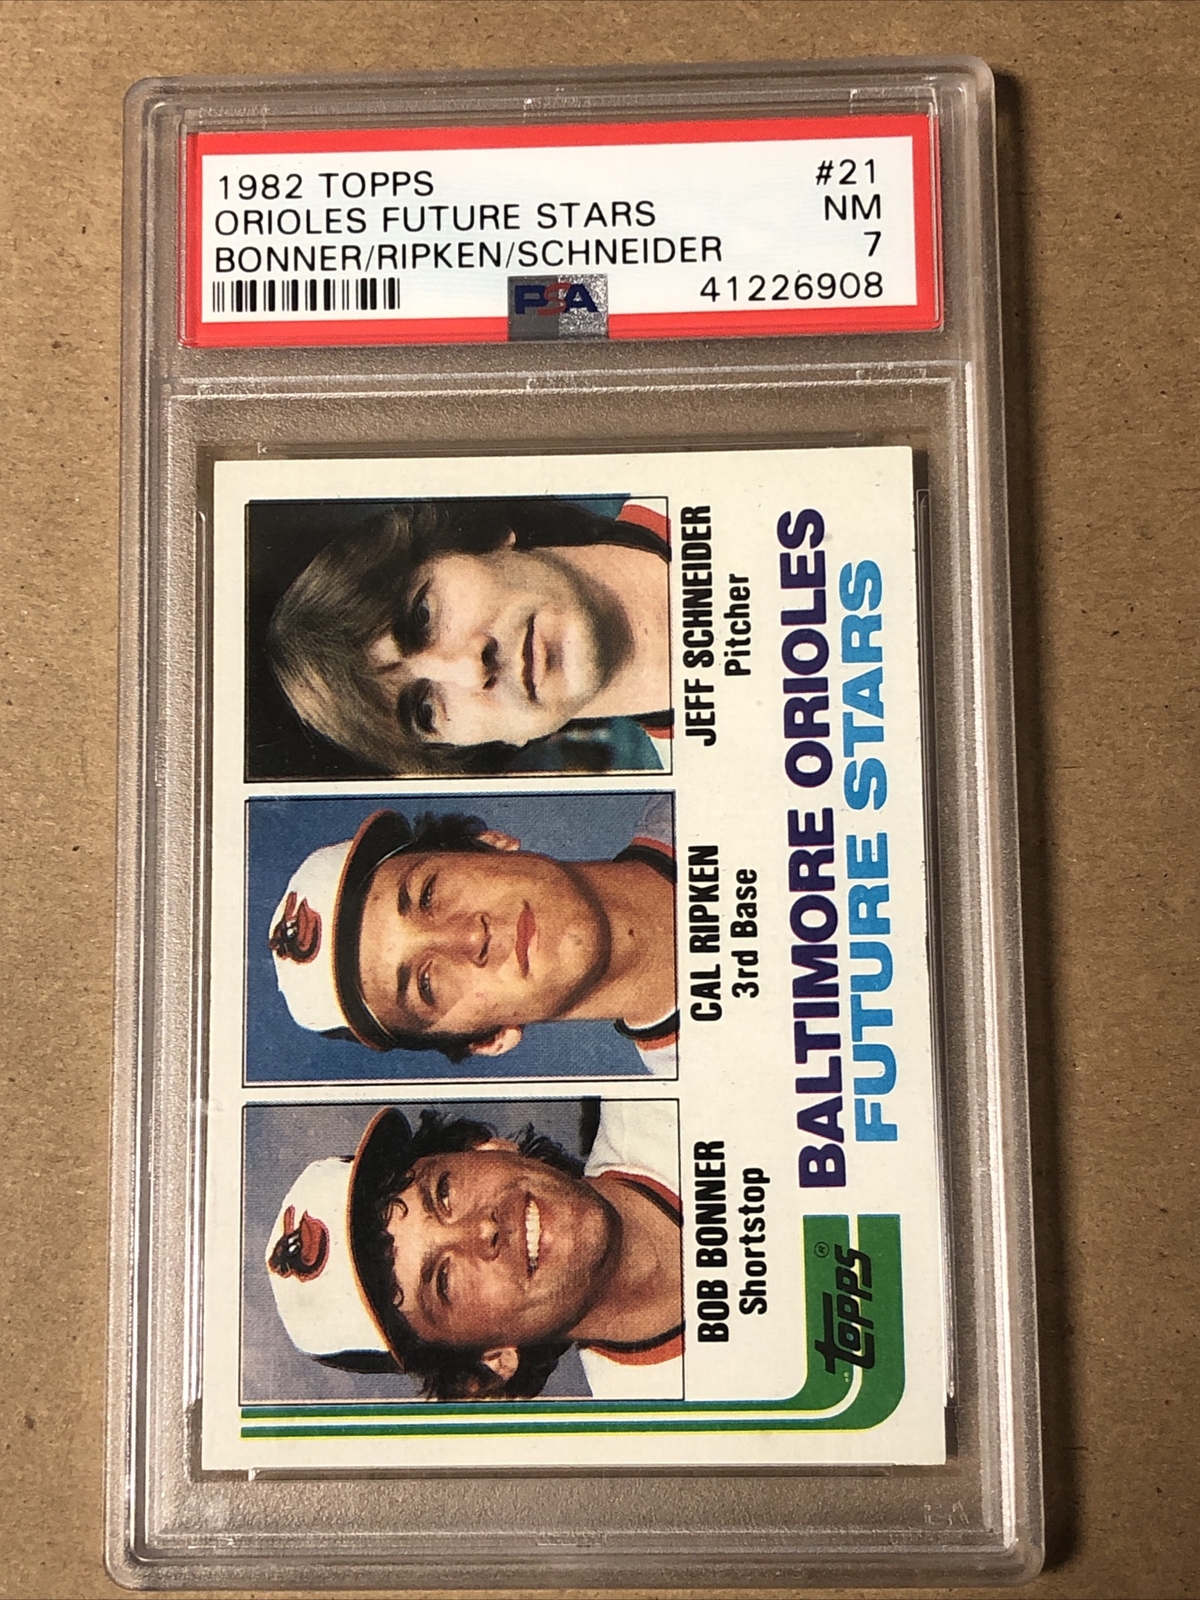 1982 TOPPS #21
ORIOLES FUTURE STARS NM
BONNER/RIPKEN/SCHNEIDER 7
PSA 41226908
JEFF SCHNEIDER
Pitcher
CAL RIPKEN
3rd Base
BOB BONNER
Shortstop
BALTIMORE ORIOLES
FUTURE STARS
Topps®